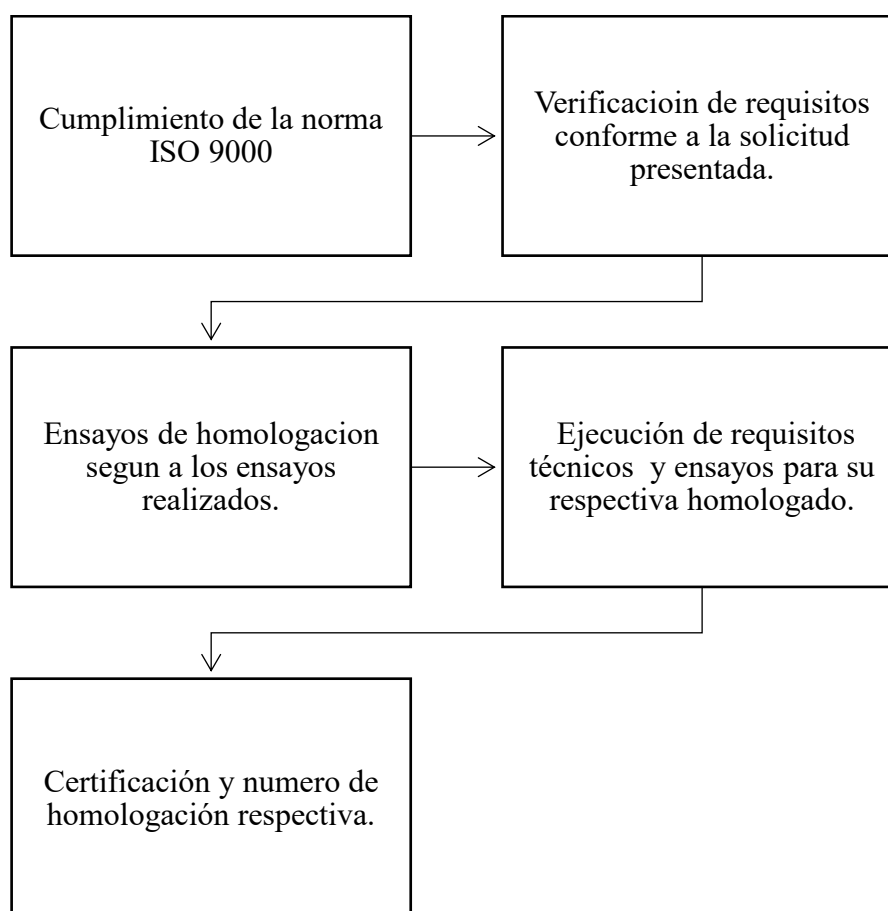 Cumplimiento de la norma
ISO 9000
Verificacioin de requisitos
conforme a la solicitud
presentada.
Ensayos de homologacion
segun a los ensayos
realizados.
Ejecución de requisitos
técnicos  y ensayos para su
respectiva homologado.
Certificación y numero de
homologación respectiva.